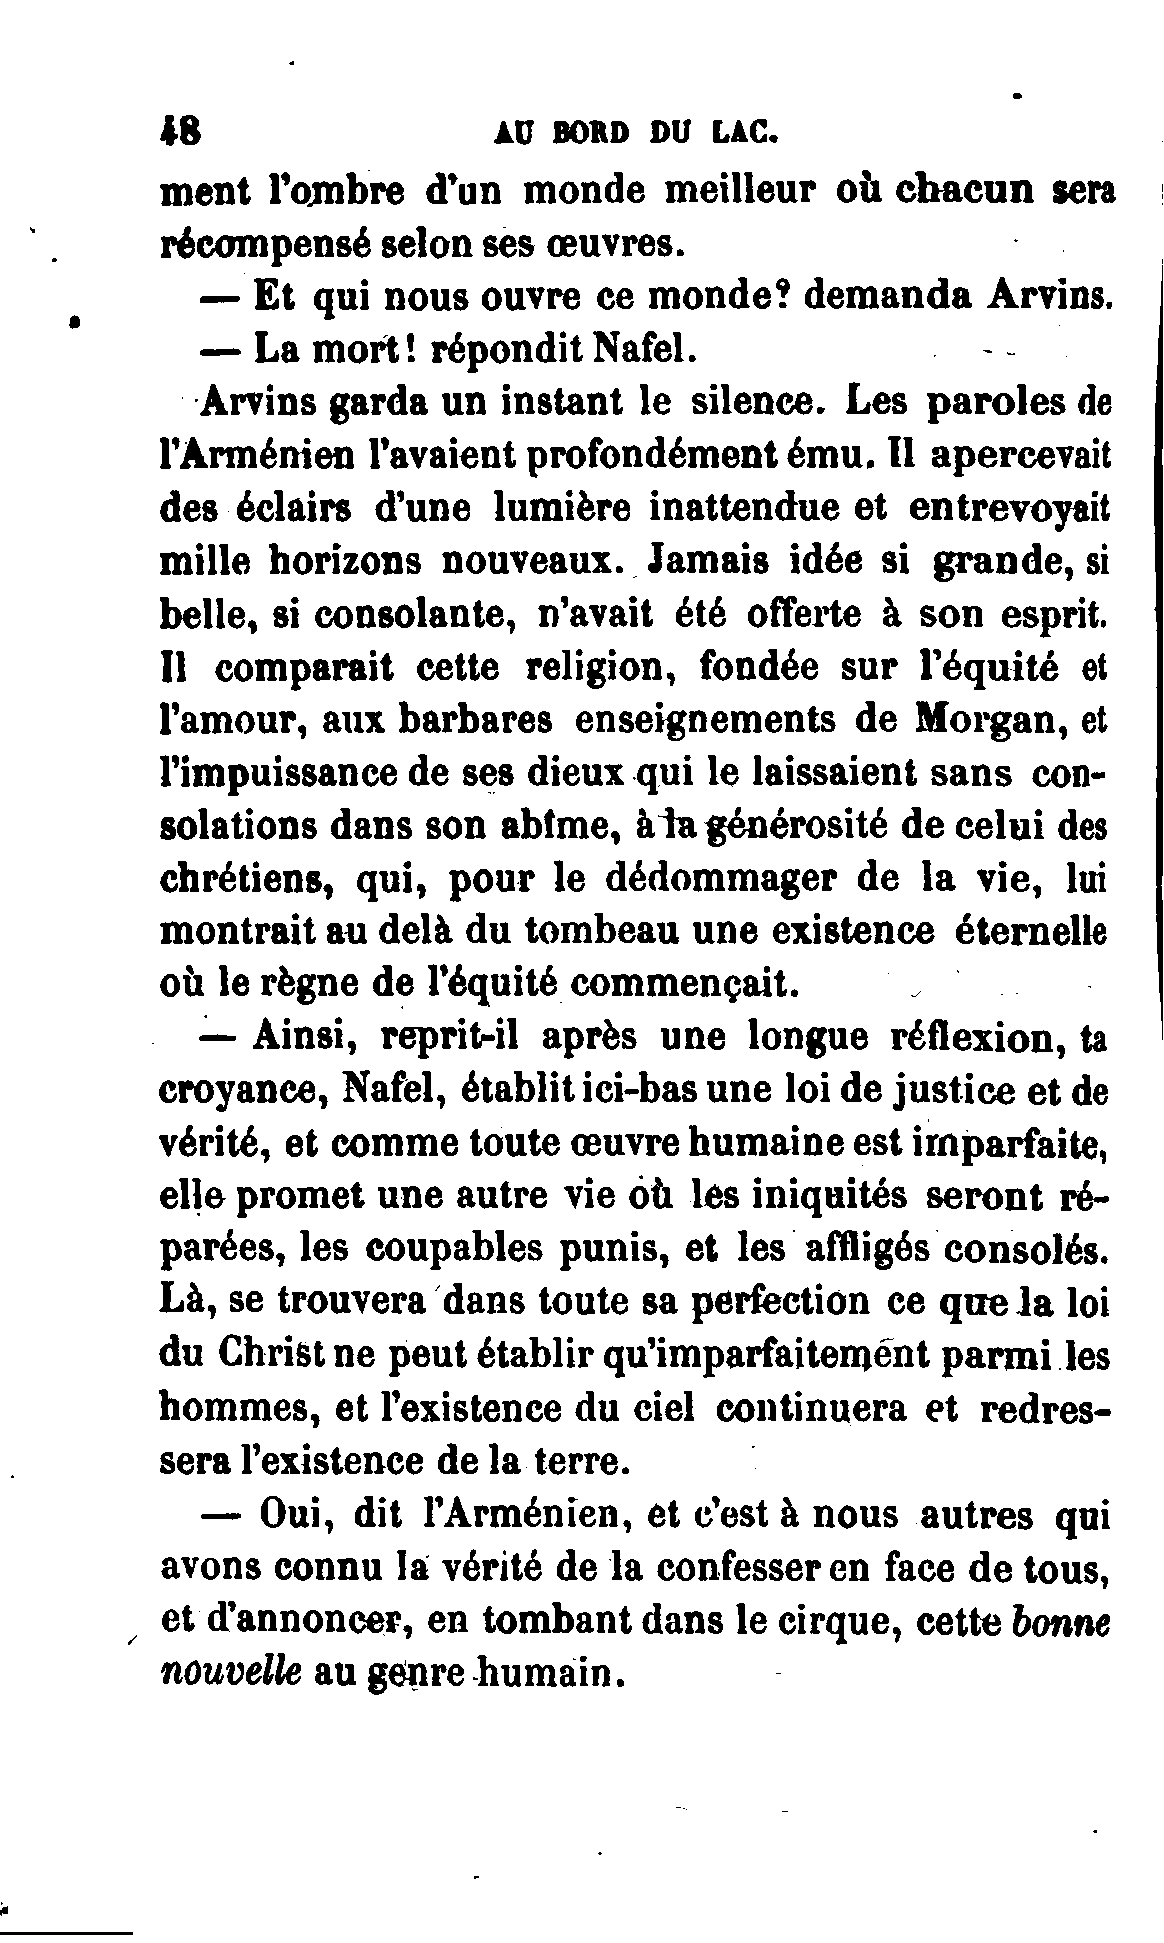 48 AU BORD DU LAC.
ment l'ombre d'un monde meilleur où chacun sera
récompensé selon ses œuvres.
— Et qui nous ouvre ce monde? demanda Arvins.
— La mort! répondit Nafel.
Arvins garda un instant le silence. Les paroles de
l'Arménien l'avaient profondément ému. Il apercevait
des éclairs d'une lumière inattendue et entrevoyait
mille horizons nouveaux. Jamais idée si grande, si
belle, si consolante, n'avait été offerte à son esprit.
Il comparait cette religion, fondée sur l'équité et
l'amour, aux barbares enseignements de Morgan, et
l'impuissance de ses dieux qui le laissaient sans con-
solations dans son abîme, à la générosité de celui des
chrétiens, qui, pour le dédommager de la vie, lui
montrait au delà du tombeau une existence éternelle
où le règne de l'équité commençait.
— Ainsi, reprit-il après une longue réflexion, ta
croyance, Nafel, établit ici-bas une loi de justice et de
vérité, et comme toute œuvre humaine est imparfaite,
elle promet une autre vie où les iniquités seront ré-
parées, les coupables punis, et les affligés consolés.
Là, se trouvera dans toute sa perfection ce que la loi
du Christ ne peut établir qu'imparfaitement parmi les
hommes, et l'existence du ciel continuera et redres-
sera l'existence de la terre.
— Oui, dit l'Arménien, et c'est à nous autres qui
avons connu la vérité de la confesser en face de tous,
et d'annoncer, en tombant dans le cirque, cette bonne
nouvelle au genre humain.